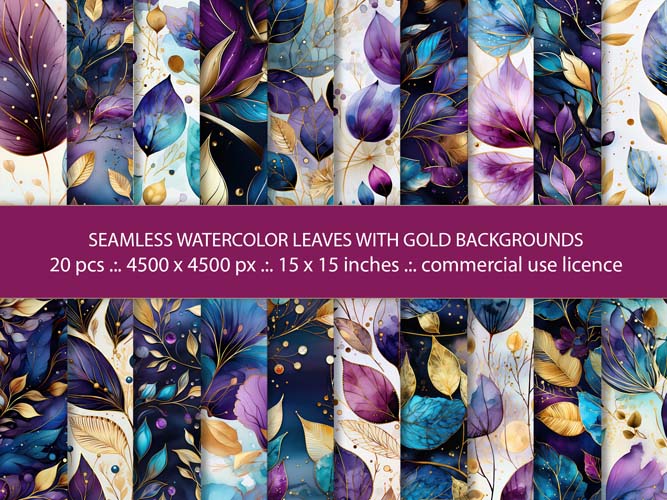 SEAMLESS WATERCOLOR LEAVES WITH GOLD BACKGROUNDS
20 pcs .:. 4500 x 4500 px .:. 15 x 15 inches .:. commercial use licence